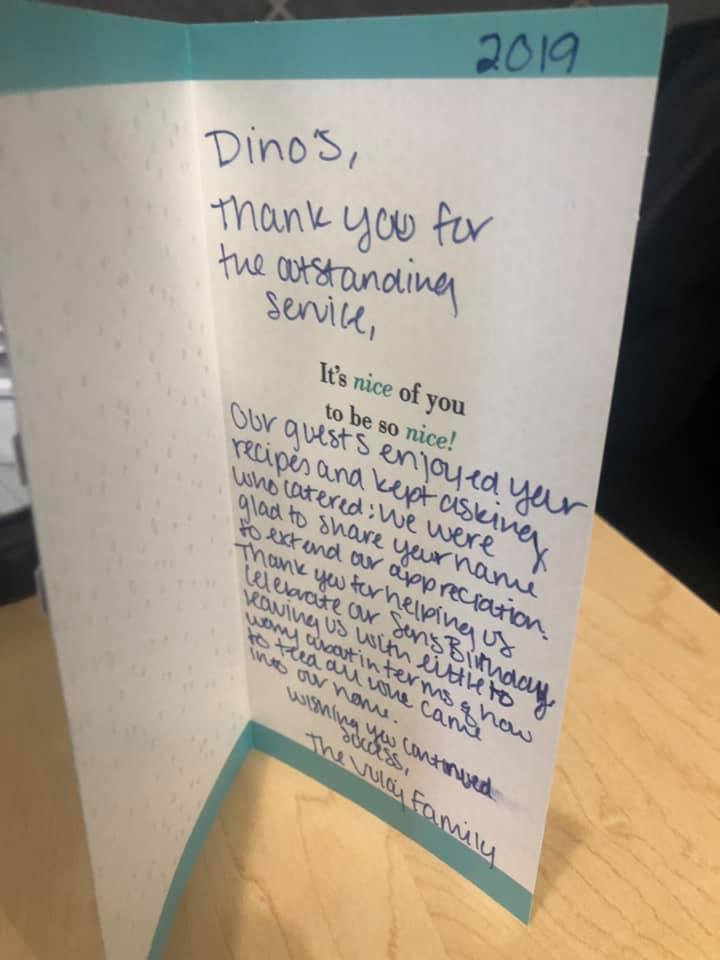 2019
Dino's,
Thank you for
the outstanding
service,
It's nice of you
to be so nice!
Our guests enjoyed your
recipes and kept asking
who catered; we were
glad to share your name
to extend our appreciation.
Thank you for helping us
celebrate our Sons Birthday
leaving us with little to
worry about in terms of how
to feed all who came
into our home.
Wishing you continued
success,
The Vulaj Family